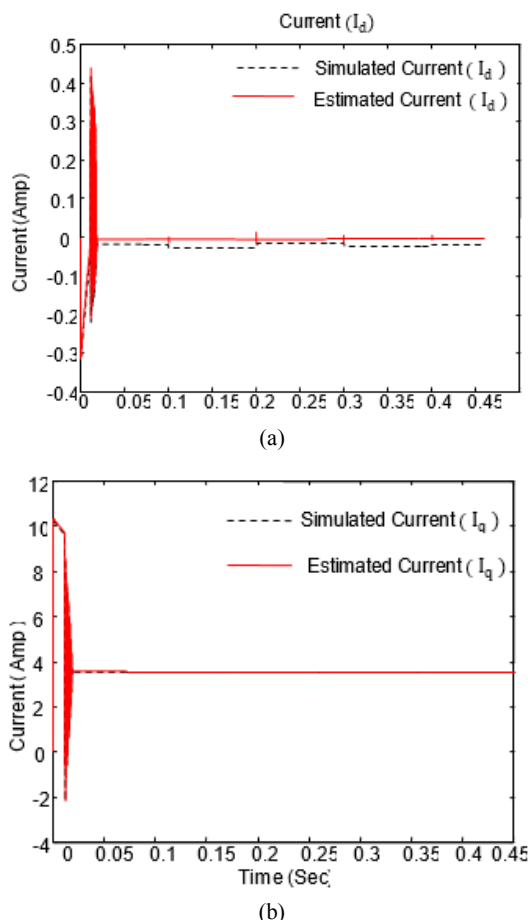 Current (I_d)
0.5
Simulated Current ( I_d )
0.4
Estimated Current ( I_d )
0.3
0.2
0.1
0
-0.1
-0.2
-0.3
-0.4
Current (Amp)
0 0.05 0.1 0.15 0.2 0.25 0.3 0.35 0.4 0.45
(a)
12
Simulated Current ( I_q )
10
Estimated Current ( I_q )
8
6
4
2
0
-2
-4
Current ( Amp)
0 0.05 0.1 0.15 0.2 0.25 0.3 0.35 0.4 0.45
Time (Sec)
(b)